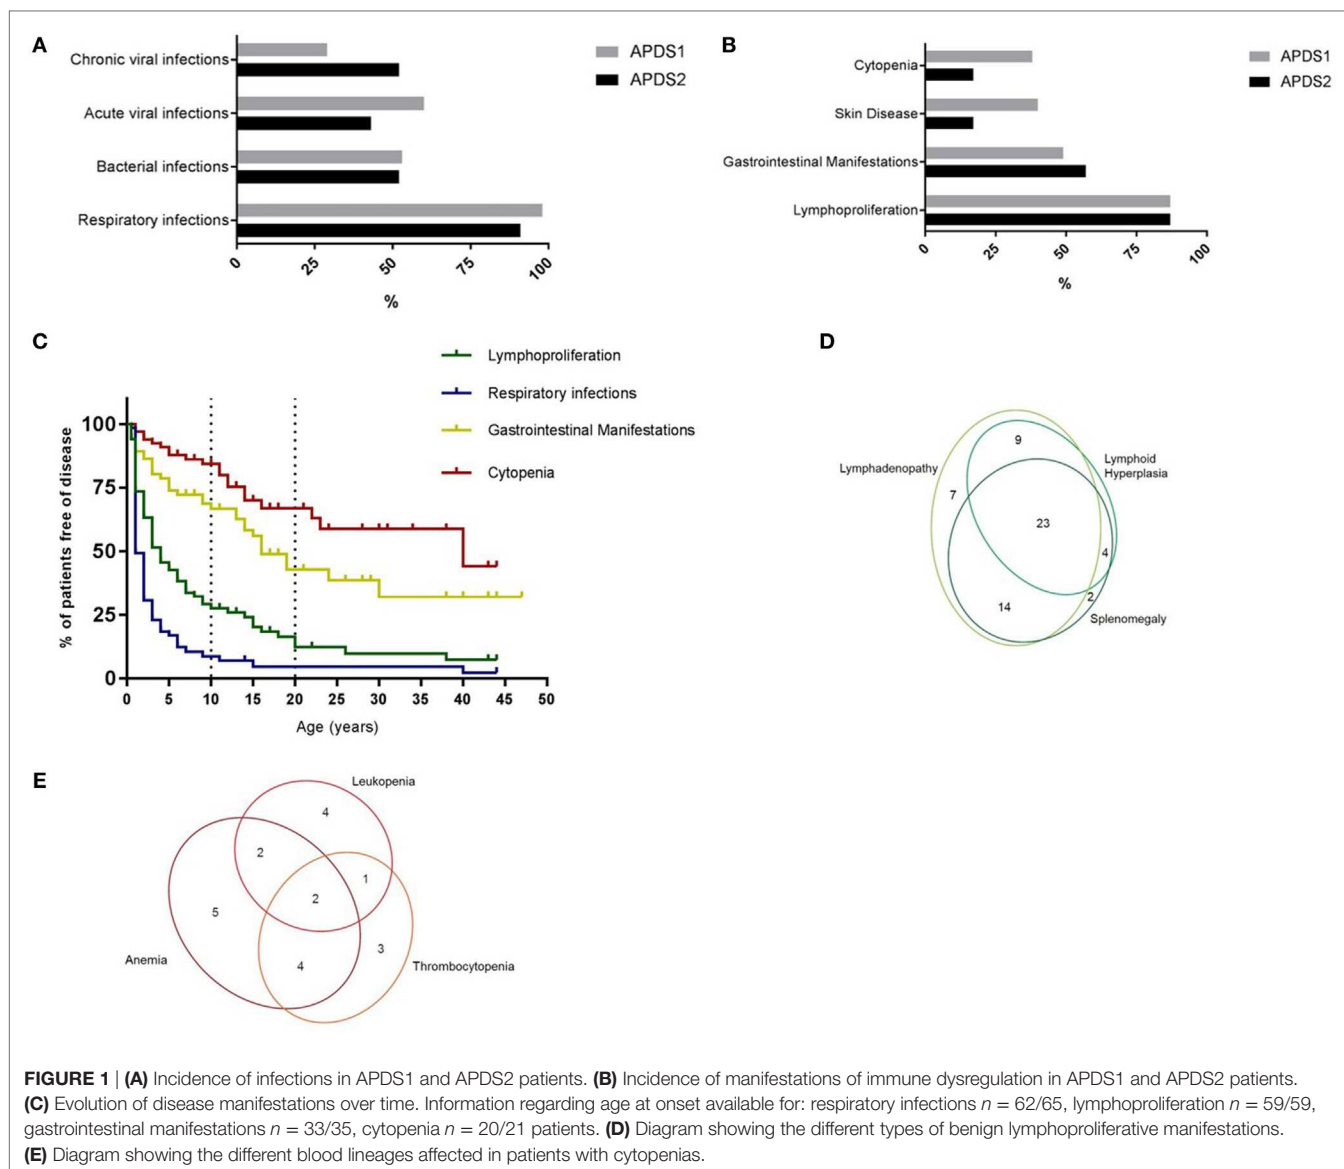 A
Chronic viral infections
Acute viral infections
Bacterial infections
Respiratory infections
0
25
50
75
100
%
APDS1
APDS2
B
Cytopenia
Skin Disease
Gastrointestinal Manifestations
Lymphoproliferation
0
25
50
75
100
%
APDS1
APDS2
C
Lymphoproliferation
Respiratory infections
Gastrointestinal Manifestations
Cytopenia
% of patients free of disease
100
75
50
25
0
0 5 10 15 20 25 30 35 40 45 50
Age (years)
D
9
Lymphadenopathy
Lymphoid
Hyperplasia
7
23
4
14
2
Splenomegaly
E
Leukopenia
4
2
1
2
5
3
Anemia
4
Thrombocytopenia
FIGURE 1 | (A) Incidence of infections in APDS1 and APDS2 patients. (B) Incidence of manifestations of immune dysregulation in APDS1 and APDS2 patients.
(C) Evolution of disease manifestations over time. Information regarding age at onset available for: respiratory infections n = 62/65, lymphoproliferation n = 59/59,
gastrointestinal manifestations n = 33/35, cytopenia n = 20/21 patients. (D) Diagram showing the different types of benign lymphoproliferative manifestations.
(E) Diagram showing the different blood lineages affected in patients with cytopenias.